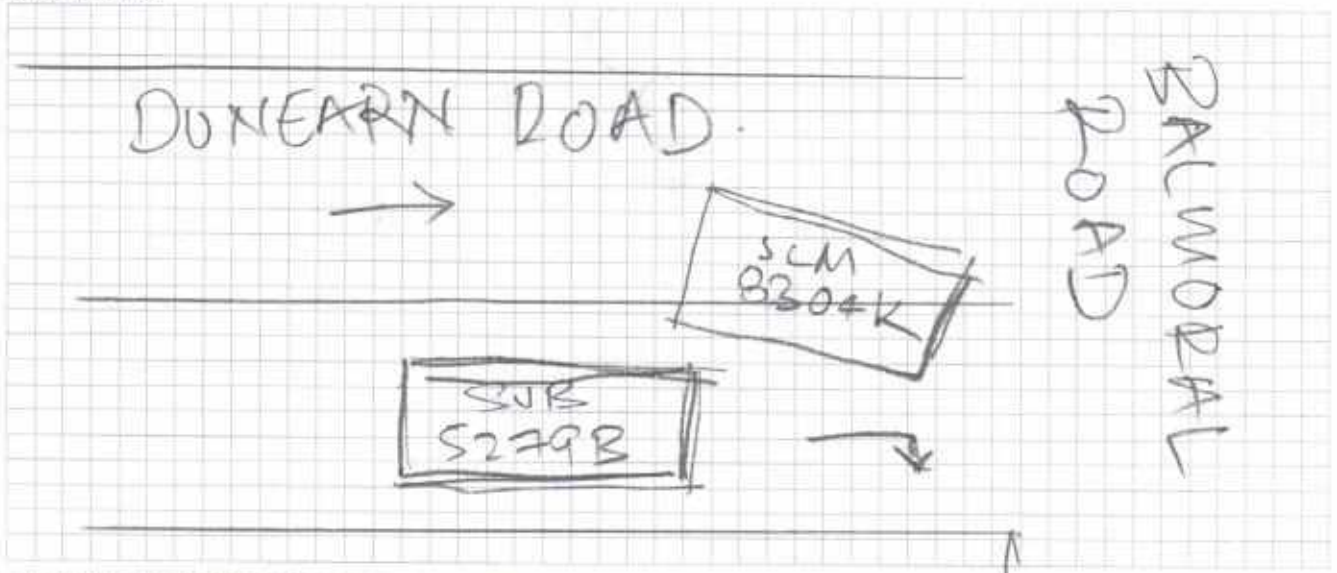 DUNEARN ROAD.
SLM
8304K
SJB
5279B
BALMORAL
ROAD